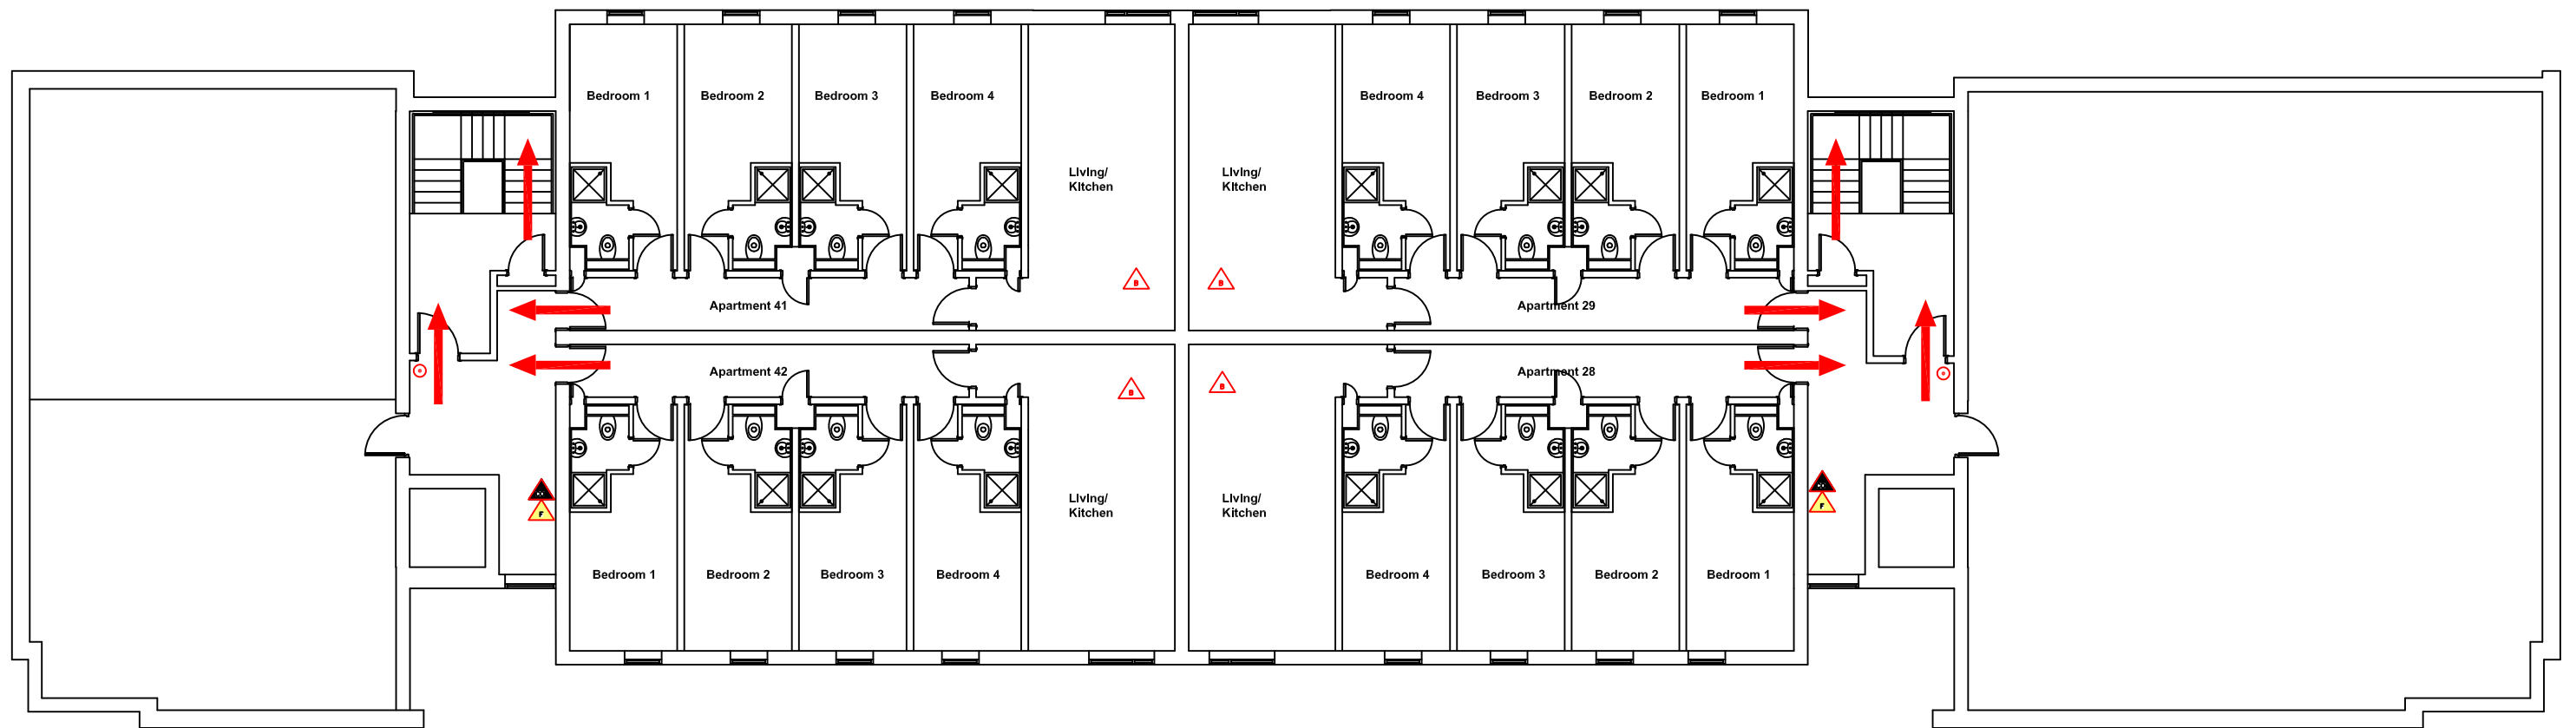 Bedroom 1
Bedroom 2
Bedroom 3
Bedroom 4
Bedroom 4
Bedroom 3
Bedroom 2
Bedroom 1
Living/
Kitchen
Living/
Kitchen
B
B
Apartment 41
Apartment 29
Apartment 42
Apartment 28
B
B
Living/
Kitchen
Living/
Kitchen
F
F
Bedroom 1
Bedroom 2
Bedroom 3
Bedroom 4
Bedroom 4
Bedroom 3
Bedroom 2
Bedroom 1